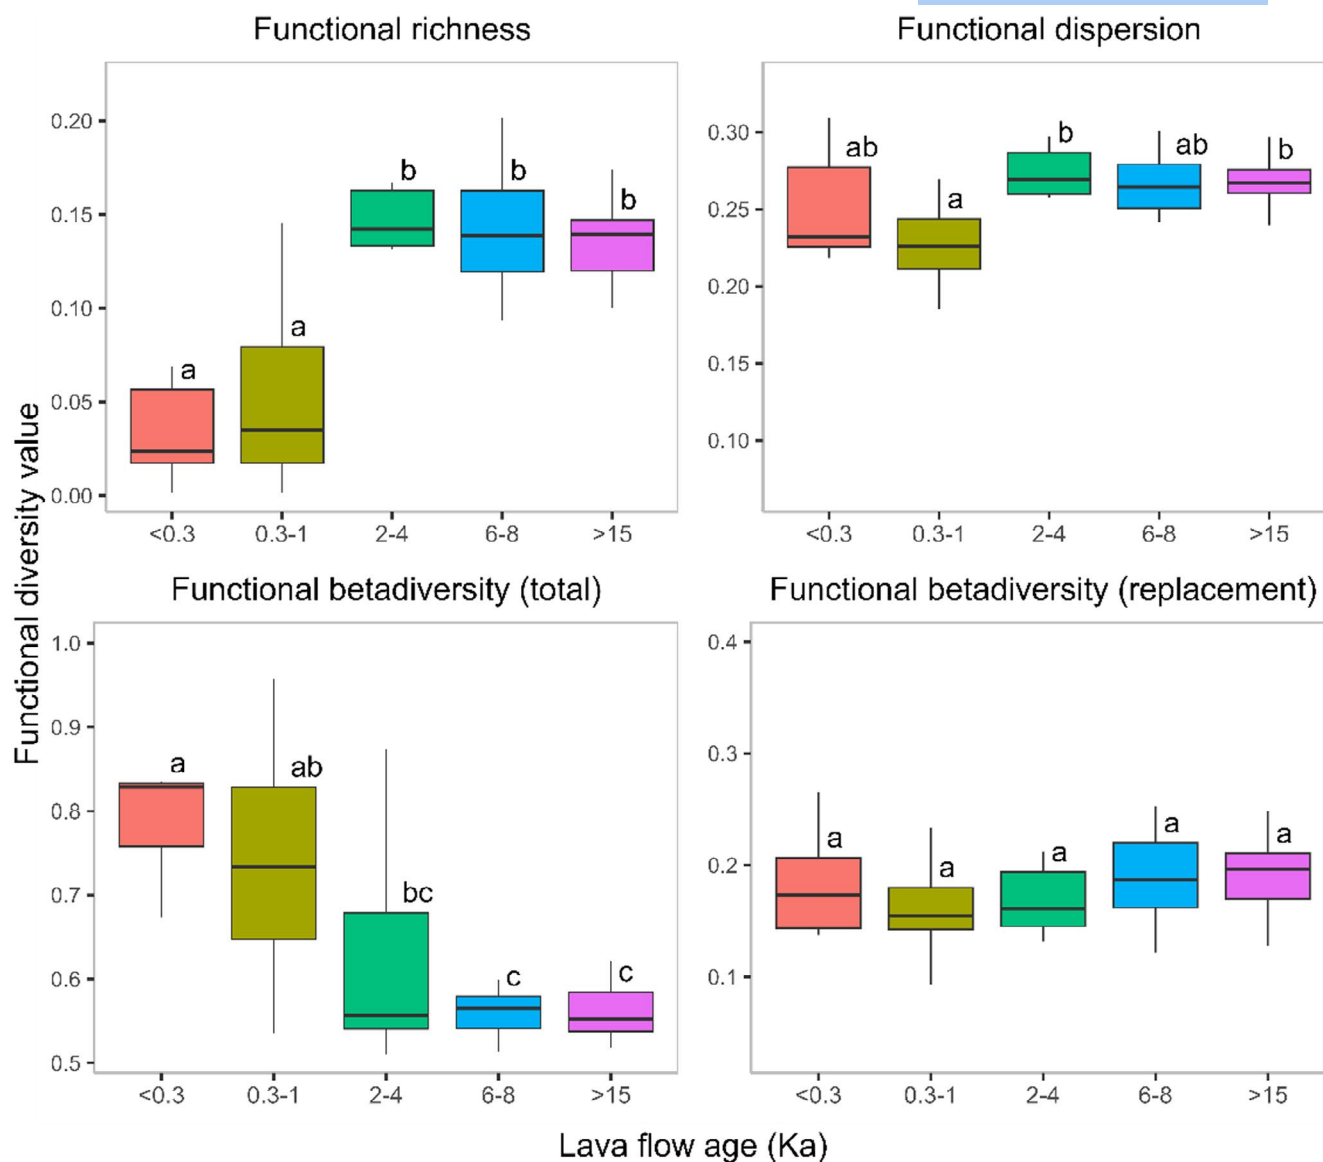 Functional richness
0.20
0.15
0.10
0.05
0.00
b
b
b
a
a
<0.3
0.3-1
2-4
6-8
>15
Functional dispersion
0.30
0.25
0.20
0.15
0.10
ab
a
b
ab
b
<0.3
0.3-1
2-4
6-8
>15
Functional diversity value
Functional betadiversity (total)
1.0
0.9
0.8
0.7
0.6
0.5
a
ab
bc
c
c
<0.3
0.3-1
2-4
6-8
>15
Functional betadiversity (replacement)
0.4
0.3
0.2
0.1
a
a
a
a
a
<0.3
0.3-1
2-4
6-8
>15
Lava flow age (Ka)